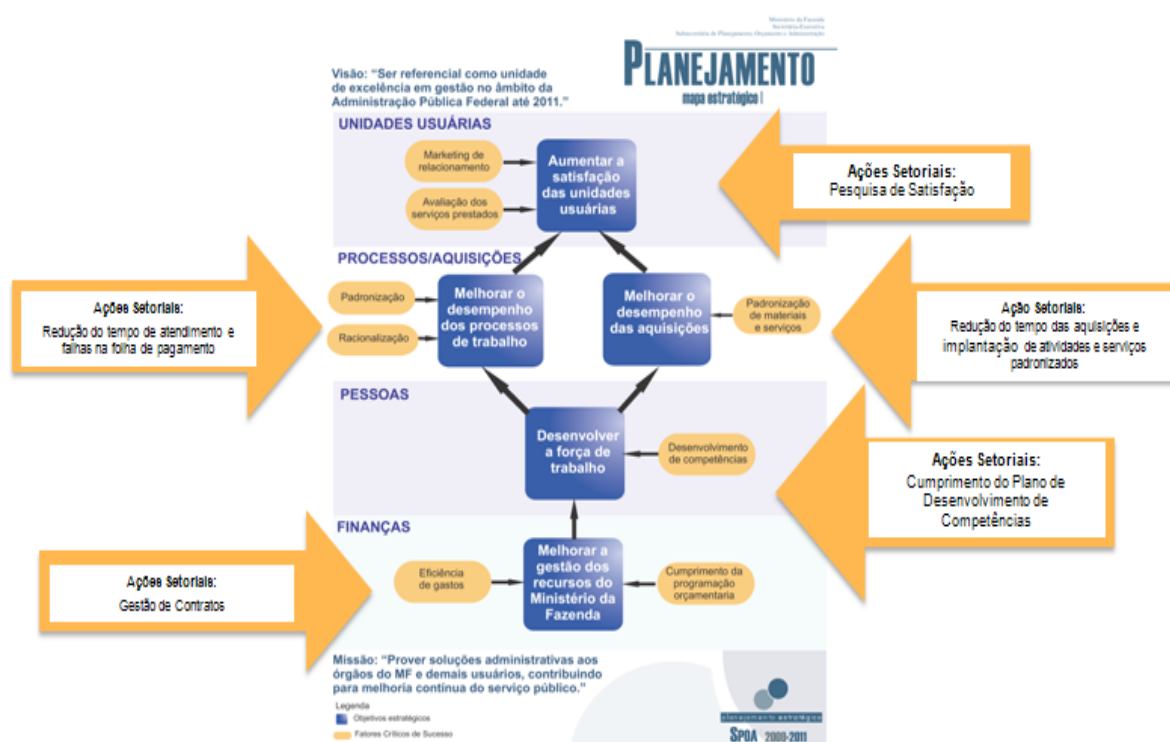 Ministério da Fazenda
Secretaria-Executiva
Subsecretaria de Planejamento, Orçamento e Administração
PLANEJAMENTO
mapa estratégico
Visão: “Ser referencial como unidade
de excelência em gestão no âmbito da
Administração Pública Federal até 2011.”
UNIDADES USUÁRIAS
Marketing de
relacionamento
Avaliação dos
serviços prestados
Aumentar a
satisfação
das unidades
usuárias
Ações Setoriais:
Pesquisa de Satisfação
PROCESSOS/AQUISIÇÕES
Padronização
Racionalização
Melhorar o
desempenho
dos processos
de trabalho
Melhorar o
desempenho
das aquisições
Padronização
de materiais
e serviços
Ações Setoriais:
Redução do tempo de atendimento e
falhas na folha de pagamento
Ação Setoriais:
Redução do tempo das aquisições e
implantação de atividades e serviços
padronizados
PESSOAS
Desenvolver
a força de
trabalho
Desenvolvimento
de competências
Ações Setoriais:
Cumprimento do Plano de
Desenvolvimento de
Competências
FINANÇAS
Eficiência
de gastos
Melhorar a
gestão dos
recursos do
Ministério da
Fazenda
Cumprimento da
programação
orçamentaria
Ações Setoriais:
Gestão de Contratos
Missão: “Prover soluções administrativas aos
órgãos do MF e demais usuários, contribuindo
para melhoria contínua do serviço público.”
Legenda
Objetivos estratégicos
Fatores Críticos de Sucesso
planejamento estratégico
SPOA 2009-2011